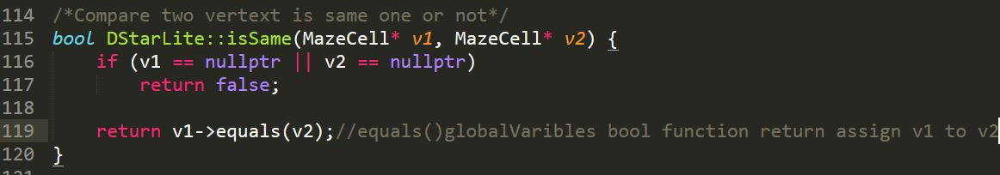 114 /*Compare two vertext is same one or not*/
115 bool DStarLite::isSame(MazeCell* v1, MazeCell* v2) {
116     if (v1 == nullptr || v2 == nullptr)
117         return false;
118
119     return v1->equals(v2);//equals()globalVaribles bool function return assign v1 to v2
120 }
121